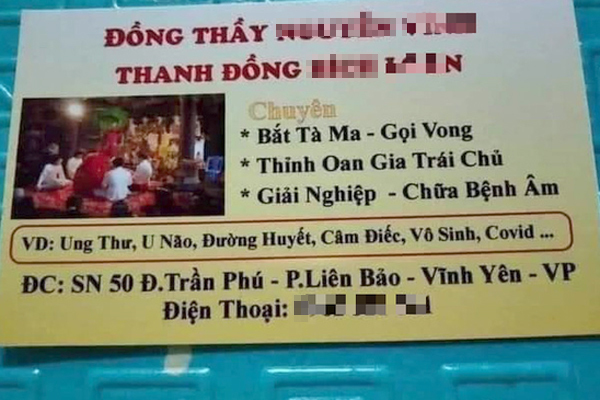 ĐỒNG THẦY
THANH ĐỒNG
Chuyên
* Bắt Tà Ma - Gọi Vong
* Thỉnh Oan Gia Trái Chủ
* Giải Nghiệp - Chữa Bệnh Âm
VD: Ung Thư, U Não, Đường Huyết, Câm Điếc, Vô Sinh, Covid ...
ĐC: SN 50 Đ.Trần Phú - P.Liên Bảo - Vĩnh Yên - VP
Điện Thoại: